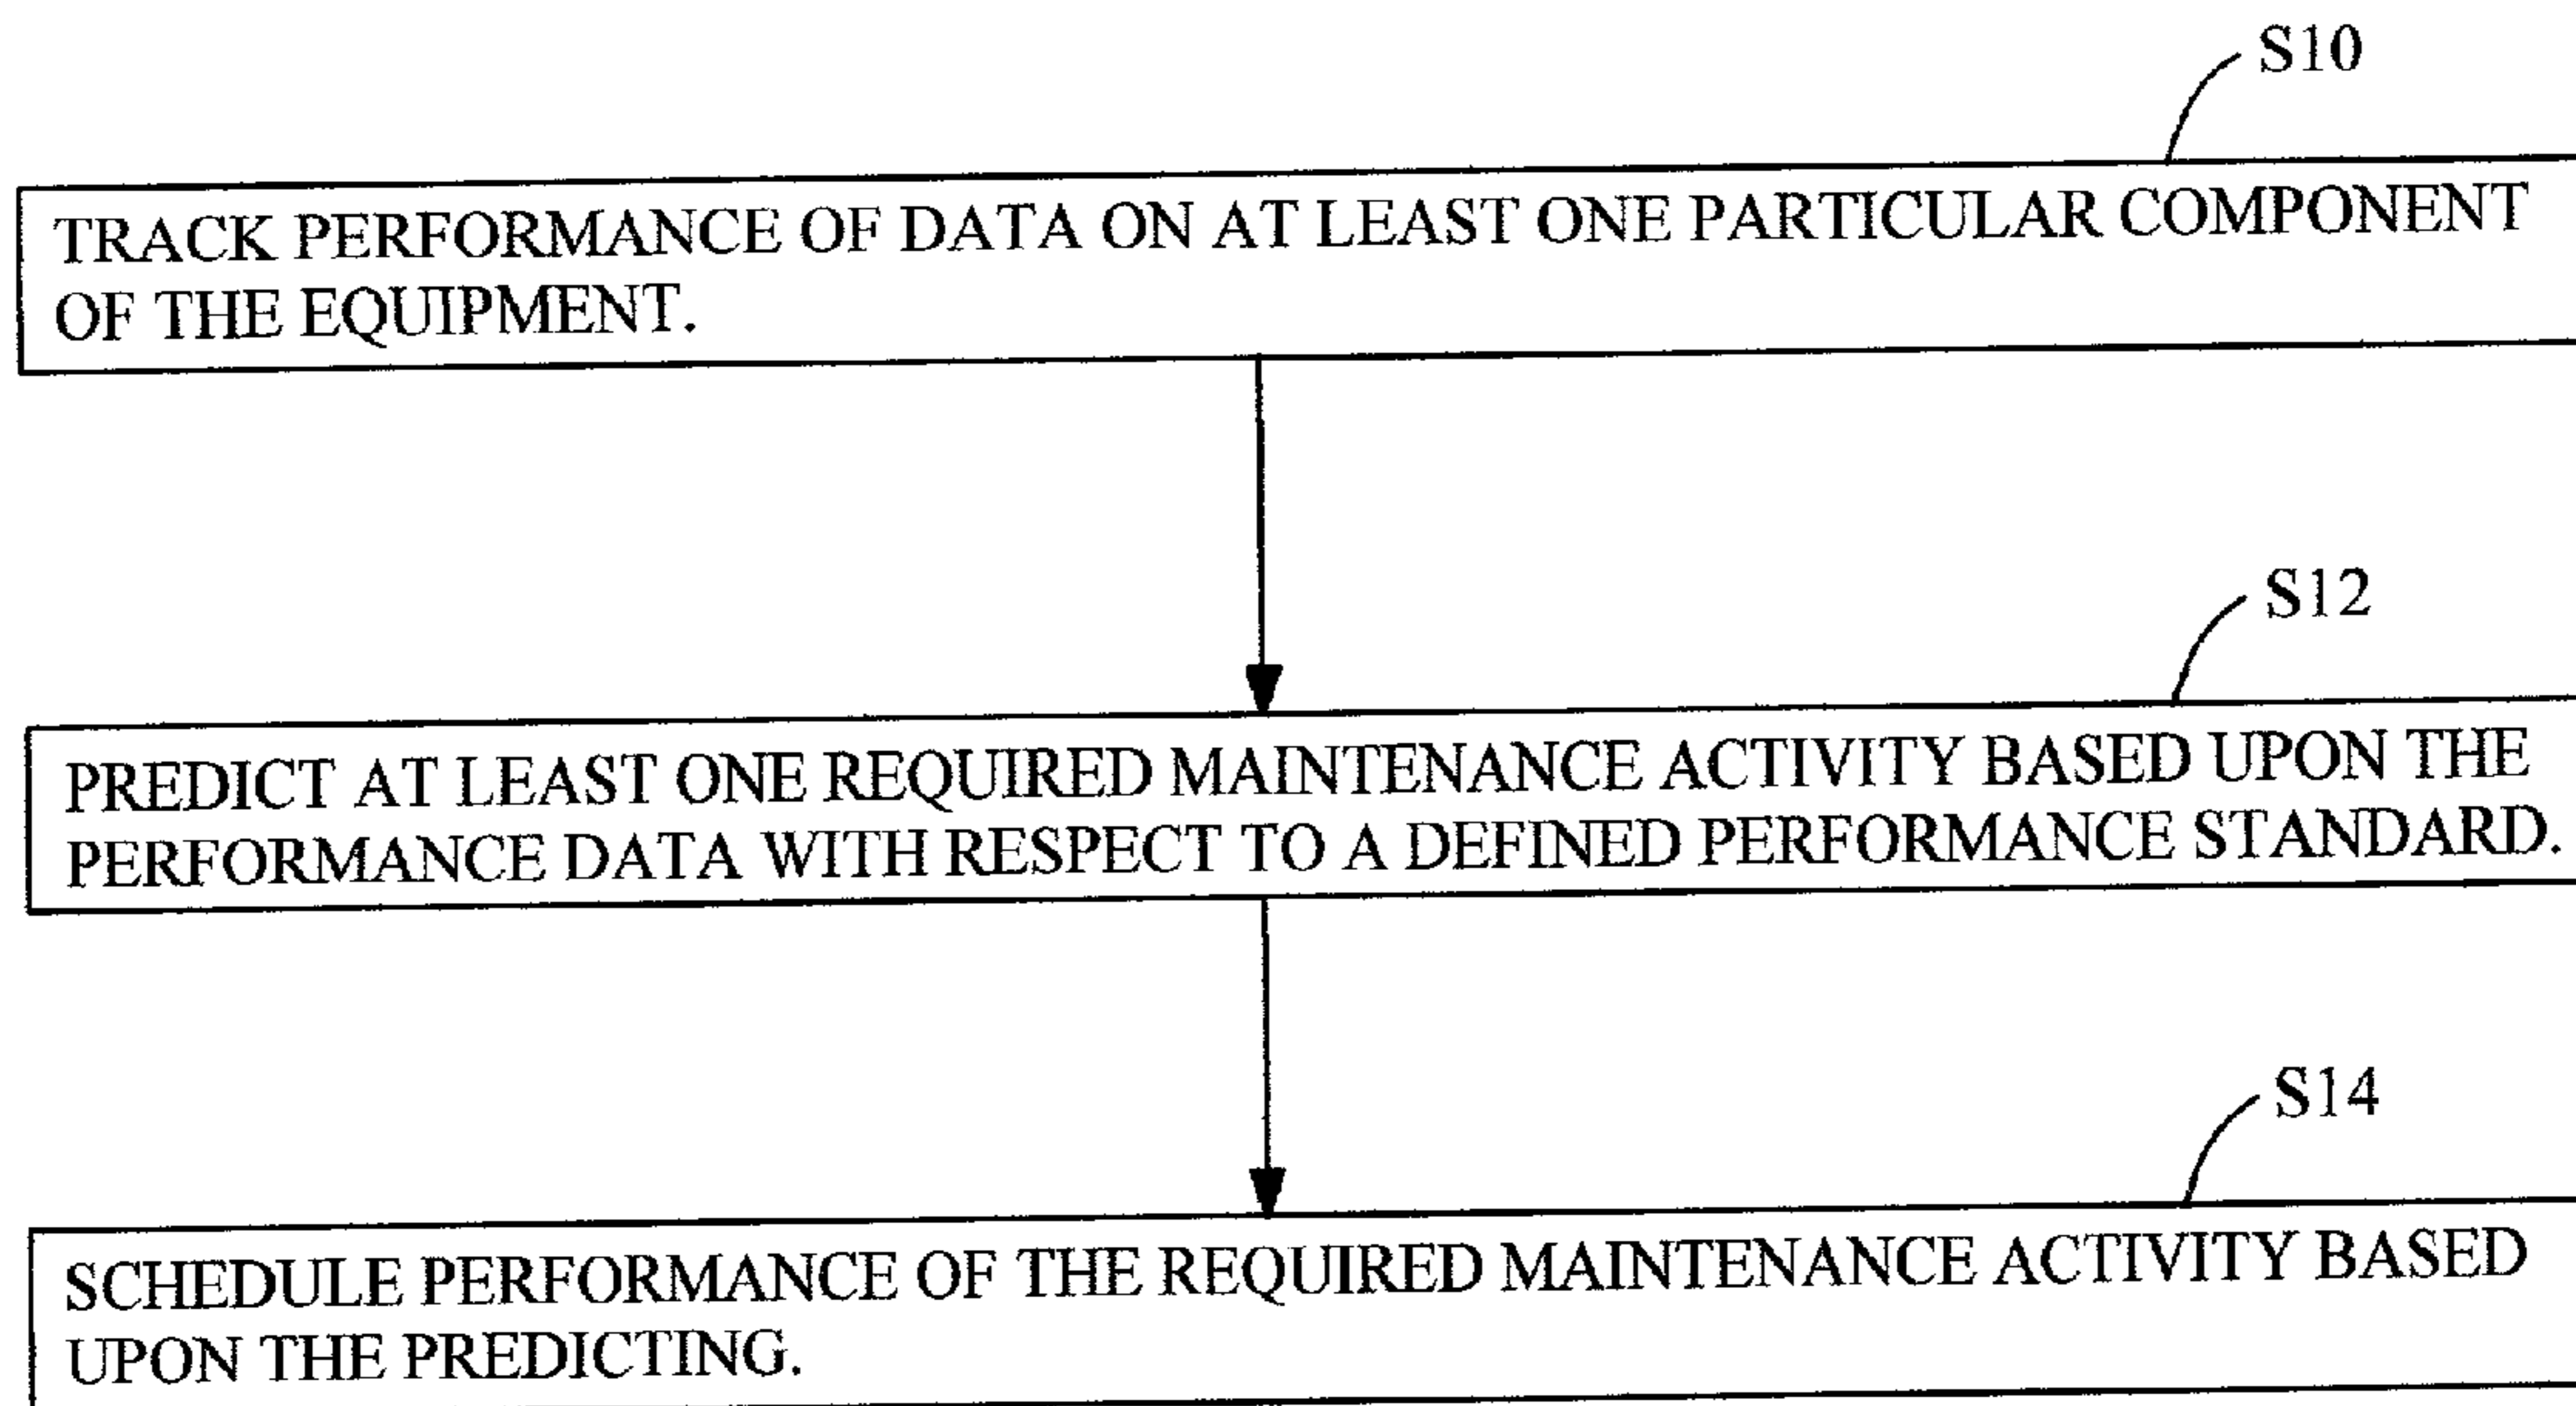 S10
TRACK PERFORMANCE OF DATA ON AT LEAST ONE PARTICULAR COMPONENT
OF THE EQUIPMENT.
S12
PREDICT AT LEAST ONE REQUIRED MAINTENANCE ACTIVITY BASED UPON THE
PERFORMANCE DATA WITH RESPECT TO A DEFINED PERFORMANCE STANDARD.
S14
SCHEDULE PERFORMANCE OF THE REQUIRED MAINTENANCE ACTIVITY BASED
UPON THE PREDICTING.